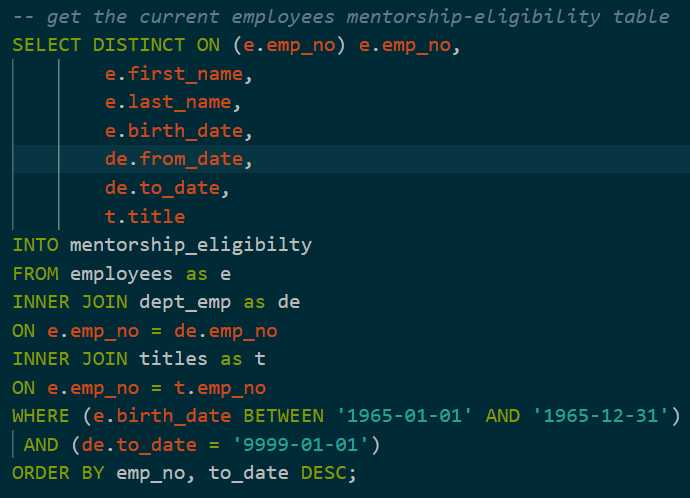 -- get the current employees mentorship-eligibility table
SELECT DISTINCT ON (e.emp_no) e.emp_no,
e.first_name,
e.last_name,
e.birth_date,
de.from_date,
de.to_date,
t.title
INTO mentorship_eligibilty
FROM employees as e
INNER JOIN dept_emp as de
ON e.emp_no = de.emp_no
INNER JOIN titles as t
ON e.emp_no = t.emp_no
WHERE (e.birth_date BETWEEN '1965-01-01' AND '1965-12-31')
AND (de.to_date = '9999-01-01')
ORDER BY emp_no, to_date DESC;